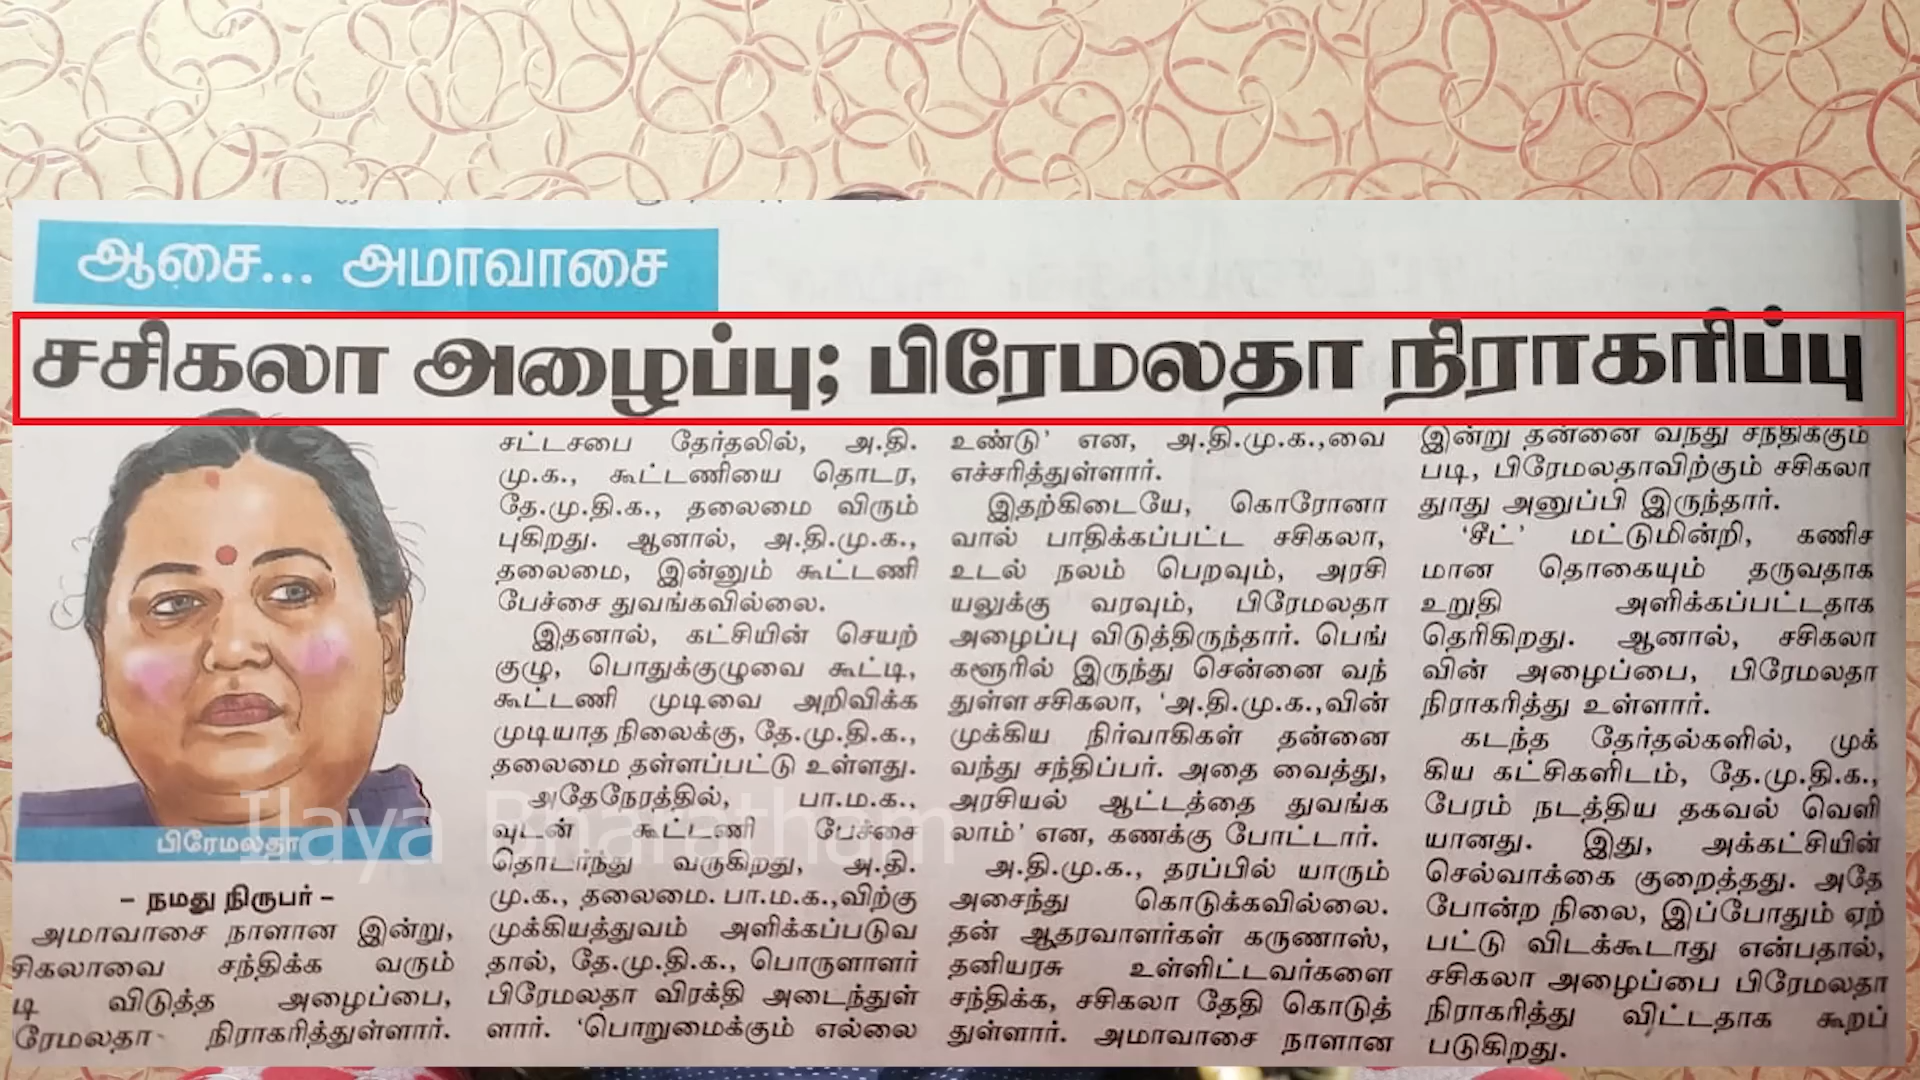 ஆசை... அமாவாசை
சசிகலா அழைப்பு; பிரேமலதா நிராகரிப்பு
பிரேமலதா
– நமது நிருபர் –
அமாவாசை நாளான இன்று,
சிகலாவை சந்திக்க வரும்
டி விடுத்த அழைப்பை,
ரேமலதா நிராகரித்துள்ளார்.
சட்டசபை தேர்தலில், அ.தி.
மு.க., கூட்டணியை தொடர,
தே.மு.தி.க., தலைமை விரும்
புகிறது. ஆனால், அ.தி.மு.க.,
தலைமை, இன்னும் கூட்டணி
பேச்சை துவங்கவில்லை.
இதனால், கட்சியின் செயற்
குழு, பொதுக்குழுவை கூட்டி,
கூட்டணி முடிவை அறிவிக்க
முடியாத நிலைக்கு, தே.மு.தி.க.,
தலைமை தள்ளப்பட்டு உள்ளது.
அதேநேரத்தில், பா.ம.க.,
வுடன் கூட்டணி பேச்சை
தொடர்ந்து வருகிறது, அ.தி.
மு.க., தலைமை. பா.ம.க.,விற்கு
முக்கியத்துவம் அளிக்கப்படுவ
தால், தே.மு.தி.க., பொருளாளர்
பிரேமலதா விரக்தி அடைந்துள்
ளார். 'பொறுமைக்கும் எல்லை
உண்டு' என, அ.தி.மு.க.,வை
எச்சரித்துள்ளார்.
இதற்கிடையே, கொரோனா
வால் பாதிக்கப்பட்ட சசிகலா,
உடல் நலம் பெறவும், அரசி
யலுக்கு வரவும், பிரேமலதா
அழைப்பு விடுத்திருந்தார். பெங்
களூரில் இருந்து சென்னை வந்
துள்ள சசிகலா, 'அ.தி.மு.க.,வின்
முக்கிய நிர்வாகிகள் தன்னை
வந்து சந்திப்பர். அதை வைத்து,
அரசியல் ஆட்டத்தை துவங்க
லாம்' என, கணக்கு போட்டார்.
அ.தி.மு.க., தரப்பில் யாரும்
அசைந்து கொடுக்கவில்லை.
தன் ஆதரவாளர்கள் கருணாஸ்,
தனியரசு உள்ளிட்டவர்களை
சந்திக்க, சசிகலா தேதி கொடுத்
துள்ளார். அமாவாசை நாளான
இன்று தன்னை வந்து சந்திக்கும்
படி, பிரேமலதாவிற்கும் சசிகலா
தூது அனுப்பி இருந்தார்.
'சீட்' மட்டுமின்றி, கணிச
மான தொகையும் தருவதாக
உறுதி அளிக்கப்பட்டதாக
தெரிகிறது. ஆனால், சசிகலா
வின் அழைப்பை, பிரேமலதா
நிராகரித்து உள்ளார்.
கடந்த தேர்தல்களில், முக்
கிய கட்சிகளிடம், தே.மு.தி.க.,
பேரம் நடத்திய தகவல் வெளி
யானது. இது, அக்கட்சியின்
செல்வாக்கை குறைத்தது. அதே
போன்ற நிலை, இப்போதும் ஏற்
பட்டு விடக்கூடாது என்பதால்,
சசிகலா அழைப்பை பிரேமலதா
நிராகரித்து விட்டதாக கூறப்
படுகிறது.
Ilaya Bharatham